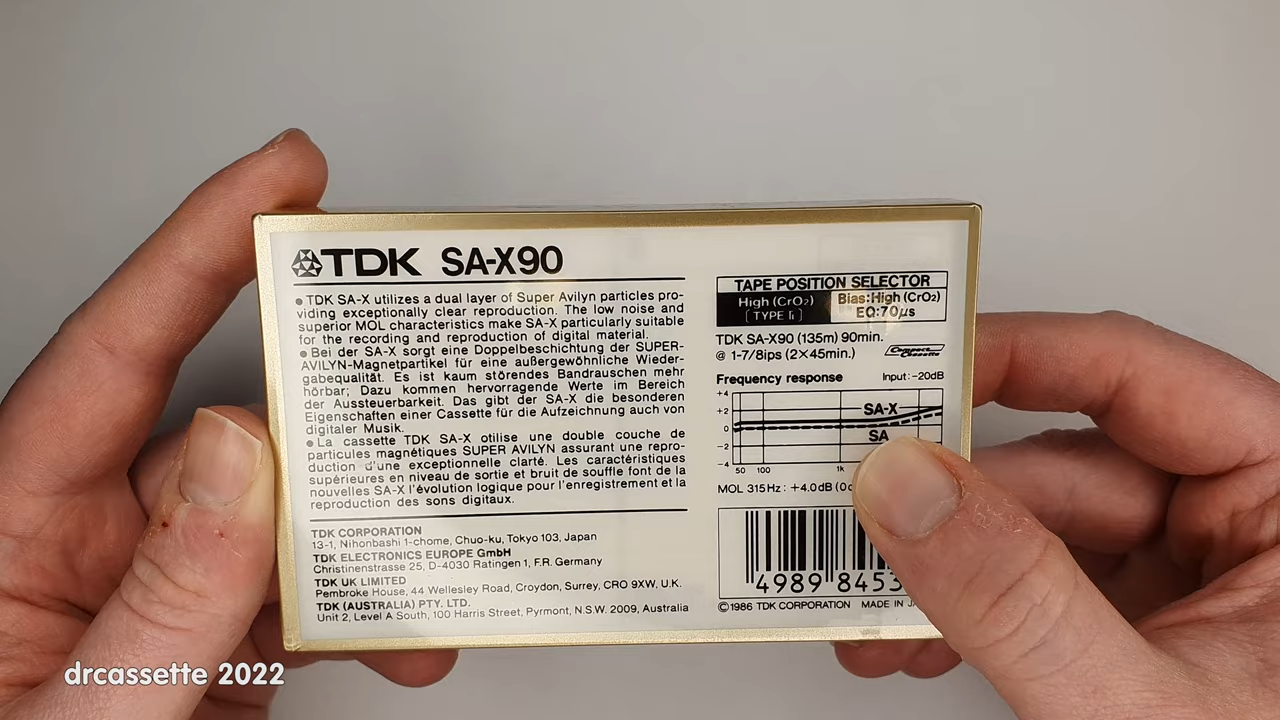 TDK SA-X90
TDK SA-X utilizes a dual layer of Super Avilyn particles pro-
viding exceptionally clear reproduction. The low noise and
superior MOL characteristics make SA-X particularly suitable
for the recording and reproduction of digital material.
Bei der SA-X sorgt eine Doppelbeschichtung der SUPER-
AVILYN-Magnetpartikel für eine außergewöhnliche Wieder-
gabequalität. Es ist kaum störendes Bandrauschen mehr
hörbar; Dazu kommen hervorragende Werte im Bereich
der Aussteuerbarkeit. Das gibt der SA-X die besonderen
Eigenschaften einer Cassette für die Aufzeichnung auch von
digitaler Musik.
La cassette TDK SA-X otilise une double couche de
particules magnétiques SUPER AVILYN assurant une repro-
duction d'une exceptionnelle clarté. Les caractéristiques
supérieures en niveau de sortie et bruit de souffle font de la
nouvelles SA-X l'évolution logique pour l'enregistrement et la
reproduction des sons digitaux.
TDK CORPORATION
13-1, Nihonbashi 1-chome, Chuo-ku, Tokyo 103, Japan
TDK ELECTRONICS EUROPE GmbH
Christinenstrasse 25, D-4030 Ratingen 1, F.R. Germany
TDK UK LIMITED
Pembroke House, 44 Wellesley Road, Croydon, Surrey, CRO 9XW, U.K.
TDK (AUSTRALIA) PTY. LTD.
Unit 2, Level A South, 100 Harris Street, Pyrmont, N.S.W. 2009, Australia
TAPE POSITION SELECTOR
High (CrO₂)
[TYPE II]
Bias:High (CrO₂)
EQ:70μs
TDK SA-X90 (135m) 90min.
@ 1-7/8ips (2×45min.)
Compact Cassette
Frequency response Input:-20dB
+4
+2
0
-2
-4
SA-X
SA
50 100 1k
MOL 315Hz: +4.0dB
4989 8453
©1986 TDK CORPORATION MADE IN
drcassette 2022